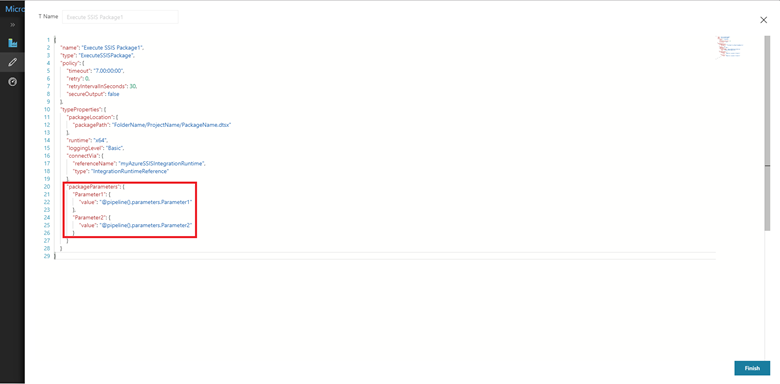 Micro
T Name Execute SSIS Package1
»
1 {
2 "name": "Execute SSIS Package1",
3 "type": "ExecuteSSISPackage",
4 "policy": {
5 "timeout": "7.00:00:00",
6 "retry": 0,
7 "retryIntervalInSeconds": 30,
8 "secureOutput": false
9 },
10 "typeProperties": {
11 "packageLocation": {
12 "packagePath": "FolderName/ProjectName/PackageName.dtsx"
13 },
14 "runtime": "x64",
15 "loggingLevel": "Basic",
16 "connectVia": {
17 "referenceName": "myAzureSSISIntegrationRuntime",
18 "type": "IntegrationRuntimeReference"
19 },
20 "packageParameters": {
21 "Parameter1": {
22 "value": "@pipeline().parameters.Parameter1"
23 },
24 "Parameter2": {
25 "value": "@pipeline().parameters.Parameter2"
26 }
27 }
28 }
29 }
Finish